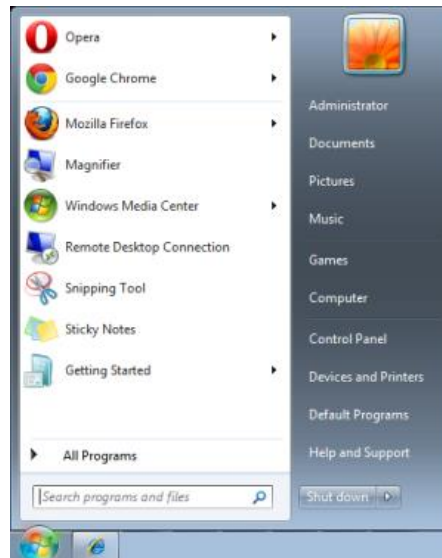 Opera
Google Chrome
Mozilla Firefox
Magnifier
Windows Media Center
Remote Desktop Connection
Snipping Tool
Sticky Notes
Getting Started
All Programs
Search programs and files
Administrator
Documents
Pictures
Music
Games
Computer
Control Panel
Devices and Printers
Default Programs
Help and Support
Shut down